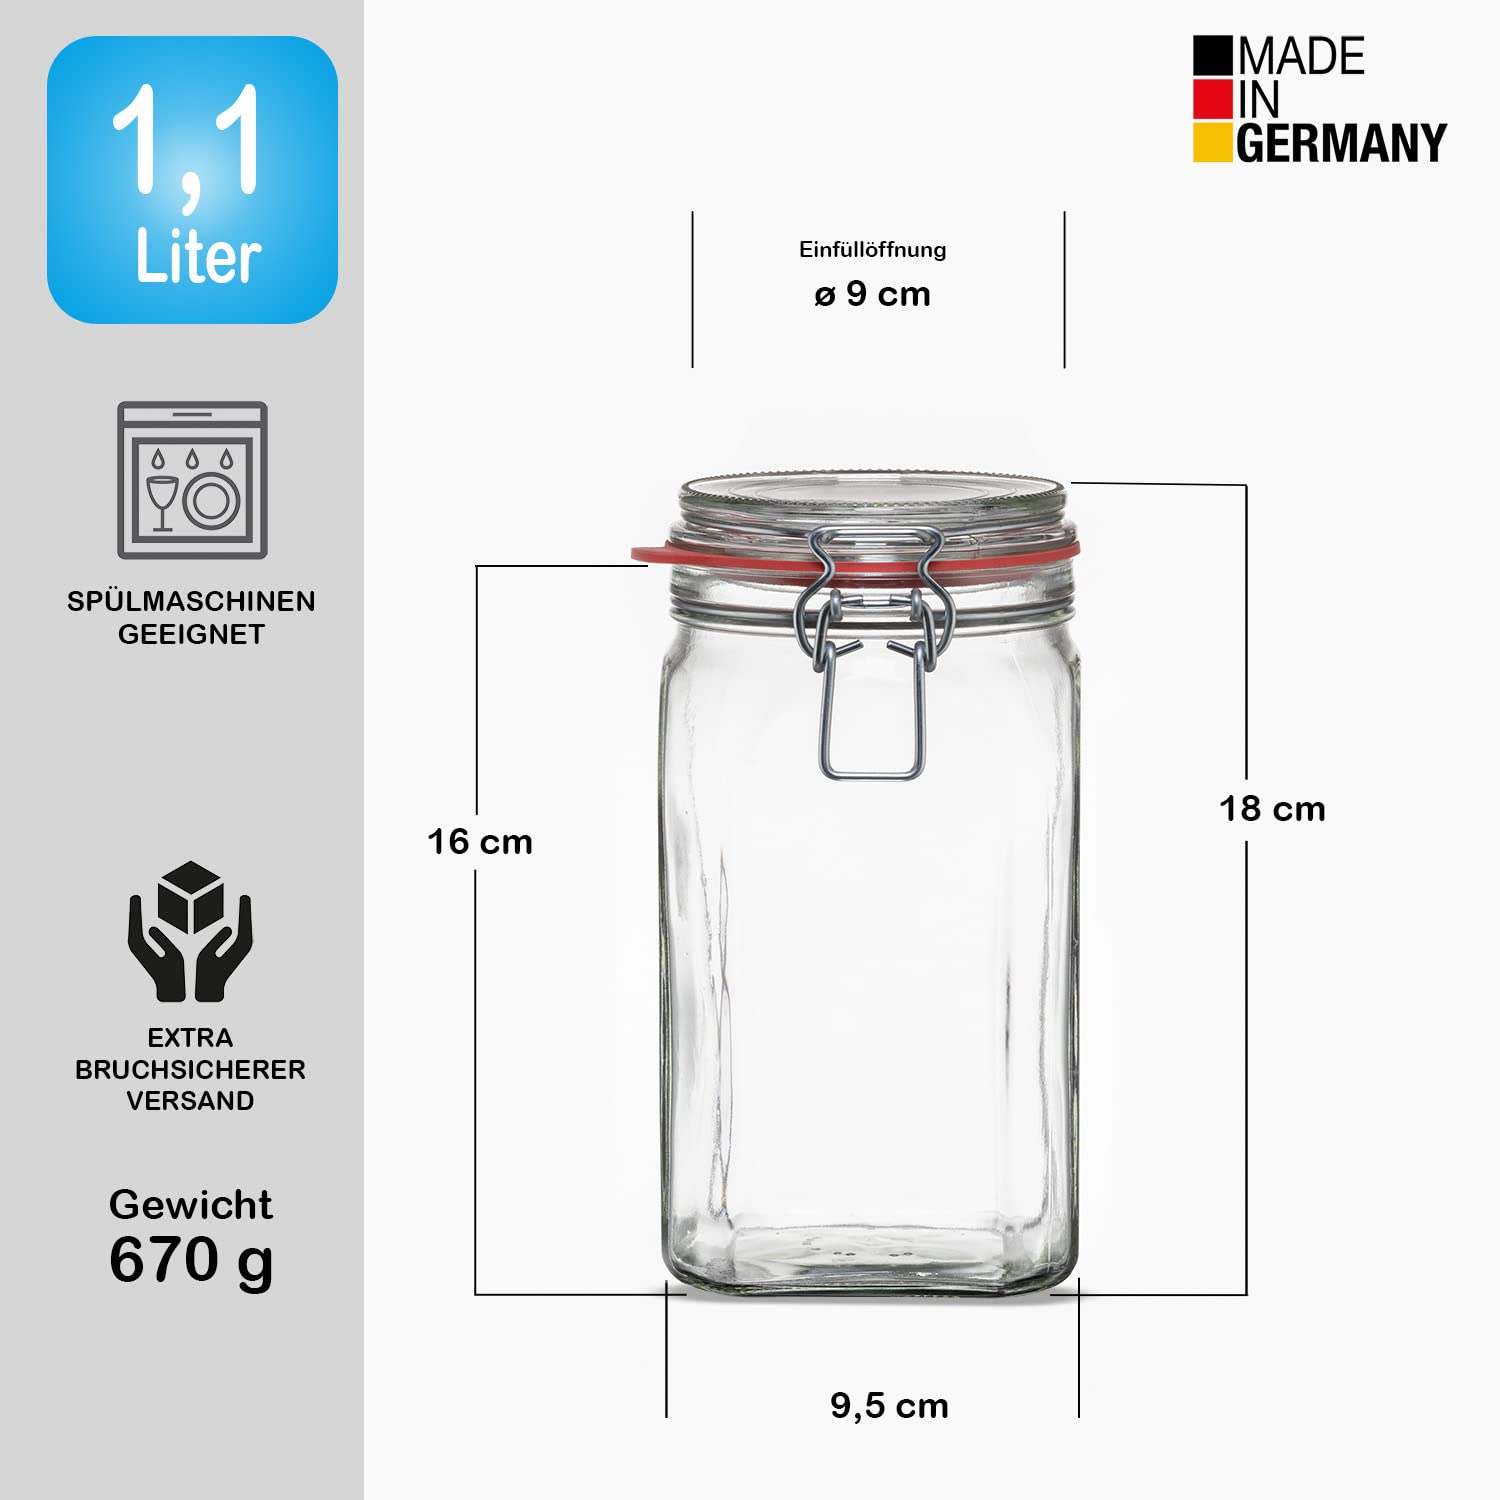 1,1
Liter
SPÜLMASCHINEN
GEEIGNET
EXTRA
BRUCHSICHERER
VERSAND
Gewicht
670 g
MADE
IN
GERMANY
Einfüllöffnung
ø 9 cm
16 cm
18 cm
9,5 cm